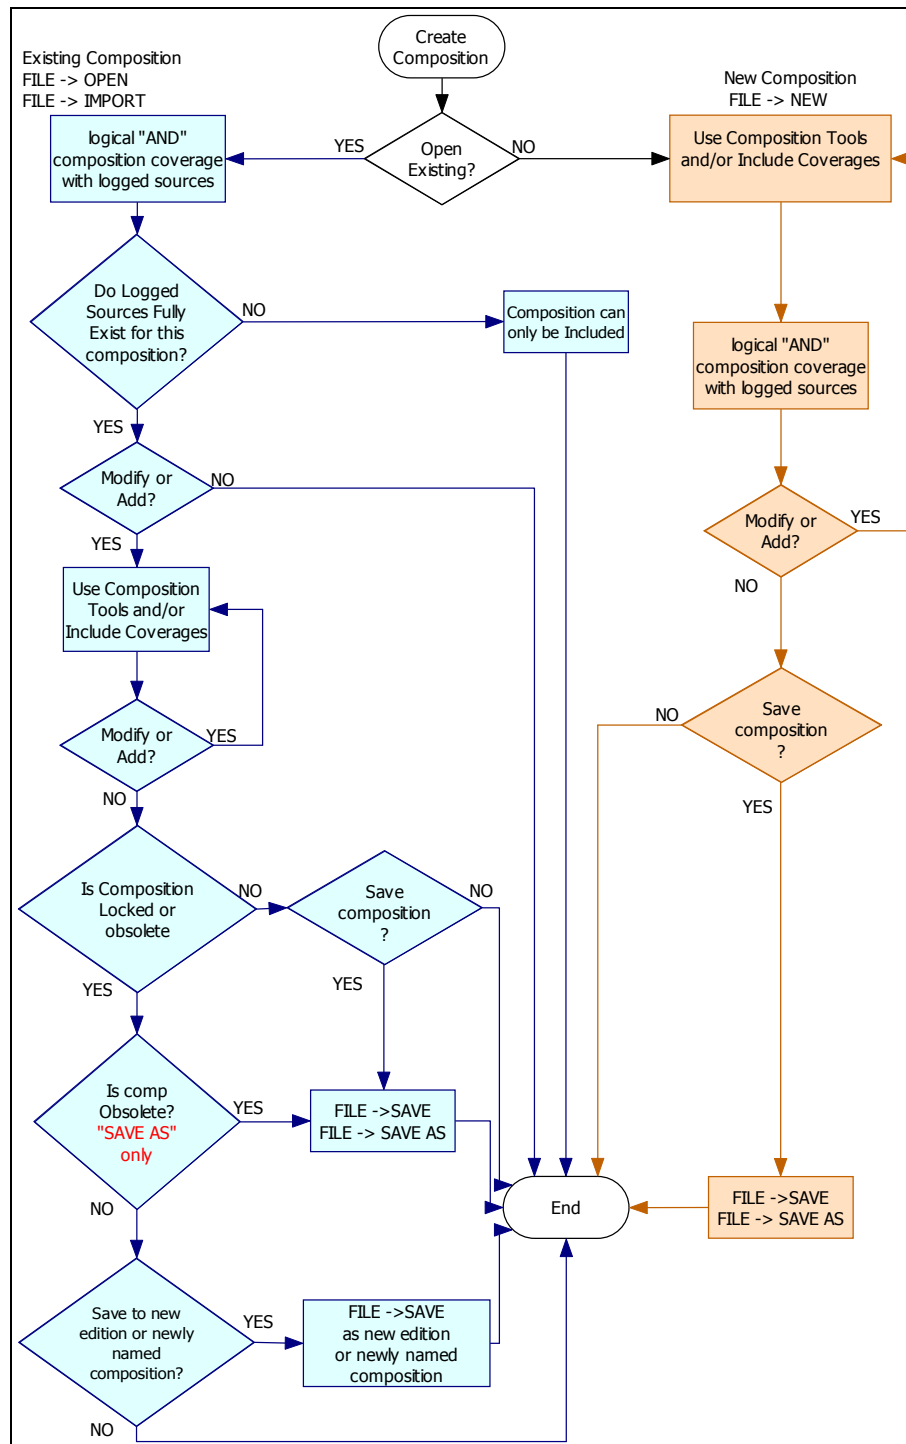 Create
Composition
Existing Composition
FILE -> OPEN
FILE -> IMPORT
New Composition
FILE -> NEW
logical "AND"
composition coverage
with logged sources
YES
Open
Existing?
NO
Use Composition Tools
and/or Include Coverages
Do Logged
Sources Fully
Exist for this
composition?
NO
Composition can
only be Included
logical "AND"
composition coverage
with logged sources
YES
Modify or
Add?
NO
Modify or
Add?
YES
YES
NO
Use Composition
Tools and/or
Include Coverages
Modify or
Add?
YES
NO
Save
composition
?
NO
YES
Is Composition
Locked or
obsolete
NO
Save
composition
?
NO
YES
YES
Is comp
Obsolete?
"SAVE AS"
only
YES
FILE ->SAVE
FILE -> SAVE AS
NO
End
FILE ->SAVE
FILE -> SAVE AS
Save to new
edition or newly
named
composition?
YES
FILE ->SAVE
as new edition
or newly named
composition
NO